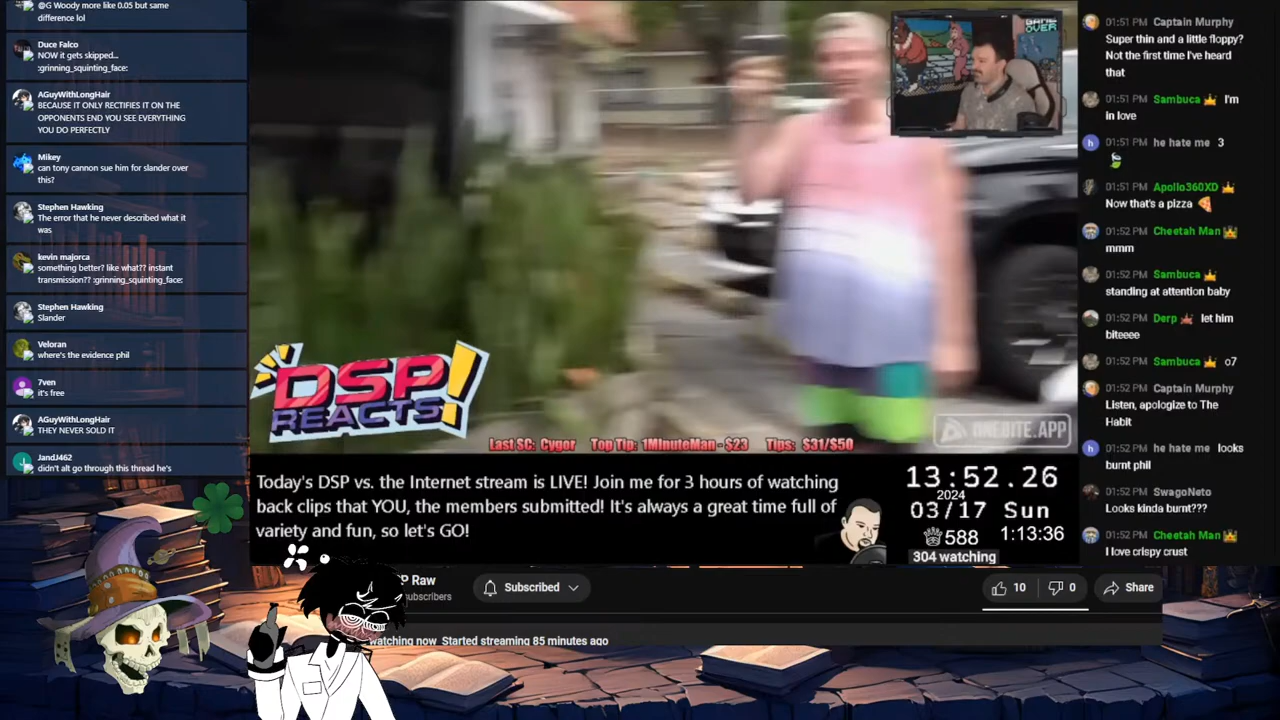 @G Woody more like 0.05 but same
difference lol
Duce Falco
NOW it gets skipped...
:grinning_squinting_face:
AGuyWithLongHair
BECAUSE IT ONLY RECTIFIES IT ON THE
OPPONENTS END YOU SEE EVERYTHING
YOU DO PERFECTLY
Mikey
can tony cannon sue him for slander over
this?
Stephen Hawking
The error that he never described what it
was
kevin majorca
something better? like what?? instant
transmission?? :grinning_squinting_face:
Stephen Hawking
Slander
Veloran
where's the evidence phil
7ven
it's free
AGuyWithLongHair
THEY NEVER SOLD IT
JandJ462
didn't alt go through this thread he's
GAME
OVER
DSP
REACTS!
ONEBITE.APP
Last SC: Cygor Top Tip: 1MinuteMan - $23 Tips: $31/$50
Today's DSP vs. the Internet stream is LIVE! Join me for 3 hours of watching
back clips that YOU, the members submitted! It's always a great time full of
variety and fun, so let's GO!
13:52.26
2024
03/17 Sun
588 1:13:36
304 watching
P Raw
ubscribers
Subscribed
10
0
Share
watching now Started streaming 85 minutes ago
01:51 PM Captain Murphy
Super thin and a little floppy?
Not the first time I've heard
that
01:51 PM Sambuca I'm
in love
01:51 PM he hate me 3
01:51 PM Apollo360XD
Now that's a pizza
01:52 PM Cheetah Man
mmm
01:52 PM Sambuca
standing at attention baby
01:52 PM Derp let him
biteeee
01:52 PM Sambuca o7
01:52 PM Captain Murphy
Listen, apologize to The
Habit
01:52 PM he hate me looks
burnt phil
01:52 PM SwagoNeto
Looks kinda burnt???
01:52 PM Cheetah Man
I love crispy crust